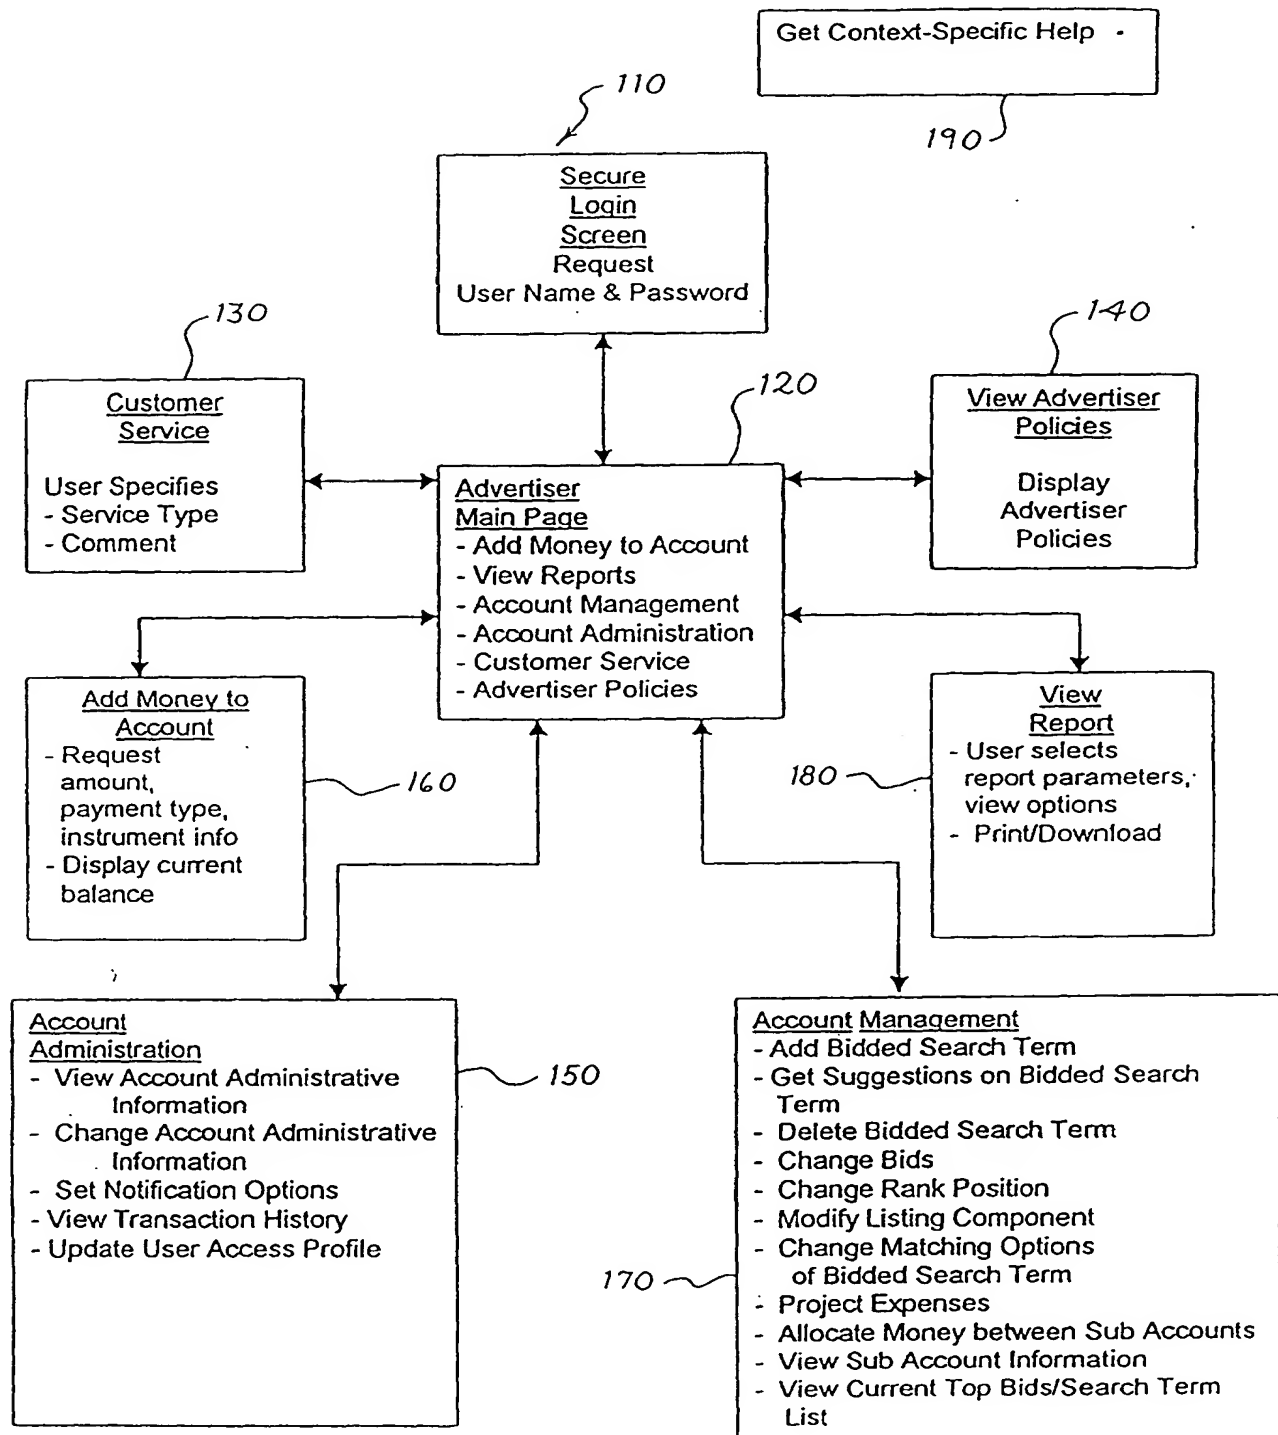 Get Context-Specific Help
190
110
Secure
Login
Screen
Request
User Name & Password
130
Customer
Service
User Specifies
- Service Type
- Comment
120
Advertiser
Main Page
- Add Money to Account
- View Reports
- Account Management
- Account Administration
- Customer Service
- Advertiser Policies
140
View Advertiser
Policies
Display
Advertiser
Policies
Add Money to
Account
- Request
amount,
payment type,
instrument info
- Display current
balance
160
180
View
Report
- User selects
report parameters,
view options
- Print/Download
Account
Administration
- View Account Administrative
Information
- Change Account Administrative
Information
- Set Notification Options
- View Transaction History
- Update User Access Profile
150
170
Account Management
- Add Bidded Search Term
- Get Suggestions on Bidded Search
Term
- Delete Bidded Search Term
- Change Bids
- Change Rank Position
- Modify Listing Component
- Change Matching Options
of Bidded Search Term
- Project Expenses
- Allocate Money between Sub Accounts
- View Sub Account Information
- View Current Top Bids/Search Term
List